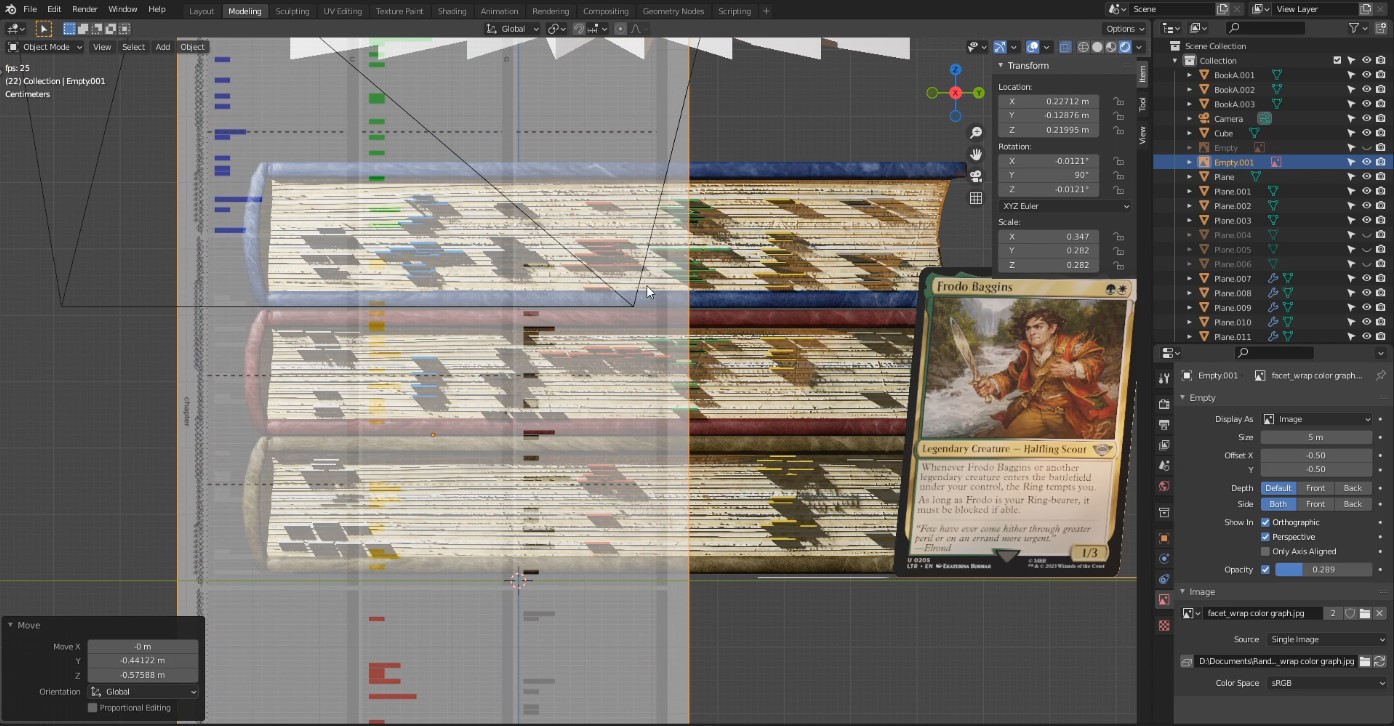 File Edit Render Window Help
Layout Modeling Sculpting UV Editing Texture Paint Shading Animation Rendering Compositing Geometry Nodes Scripting +
Scene
View Layer
Global
Options
Object Mode View Select Add Object
fps: 25
(22) Collection | Empty.001
Centimeters
Z
Y
X
Transform
Location:
X 0.22712 m
Y -0.12876 m
Z 0.21995 m
Rotation:
X -0.0121°
Y 90°
Z -0.0121°
XYZ Euler
Scale:
X 0.347
Y 0.282
Z 0.282
Item
Tool
View
chapter
Frodo Baggins
Legendary Creature — Halfling Scout
Whenever Frodo Baggins or another
legendary creature enters the battlefield
under your control, the Ring tempts you.
As long as Frodo is your Ring-bearer, it
must be blocked if able.
"Few have ever come hither through greater
peril or on an errand more urgent."
—Elrond
1/3
U 0205
LTR • EN Ekaterina Burmak
™ & © 2023 Wizards of the Coast
Move
Move X -0 m
Y -0.44122 m
Z -0.57588 m
Orientation Global
Proportional Editing
Scene Collection
Collection
BookA.001
BookA.002
BookA.003
Camera
Cube
Empty
Empty.001
Plane
Plane.001
Plane.002
Plane.003
Plane.004
Plane.005
Plane.006
Plane.007
Plane.008
Plane.009
Plane.010
Plane.011
Empty.001 facet_wrap color graph...
Empty
Display As Image
Size 5 m
Offset X -0.50
Y -0.50
Depth Default Front Back
Side Both Front Back
Show In Orthographic
Perspective
Only Axis Aligned
Opacity 0.289
Image
facet_wrap color graph.jpg 2
Source Single Image
D:\Documents\Rand..._wrap color graph.jpg
Color Space sRGB